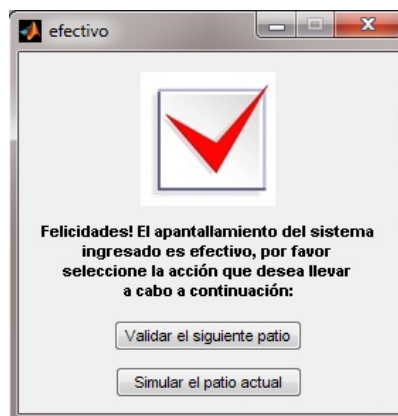 efectivo
Felicidades! El apantallamiento del sistema
ingresado es efectivo, por favor
seleccione la acción que desea llevar
a cabo a continuación:
Validar el siguiente patio
Simular el patio actual